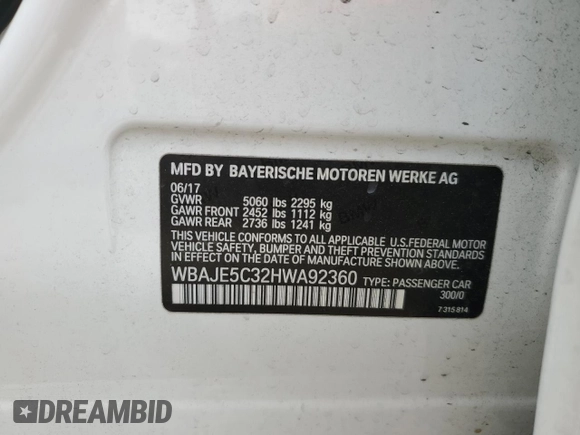 MFD BY BAYERISCHE MOTOREN WERKE AG
06/17
GVWR 5060 lbs 2295 kg
GAWR FRONT 2452 lbs 1112 kg
GAWR REAR 2736 lbs 1241 kg
THIS VEHICLE CONFORMS TO ALL APPLICABLE U.S.FEDERAL MOTOR
VEHICLE SAFETY, BUMPER AND THEFT PREVENTION STANDARDS IN
EFFECT ON THE DATE OF MANUFACTURE SHOWN ABOVE.
WBAJE5C32HWA92360 TYPE: PASSENGER CAR
300/0
7 315 814
DREAMBID